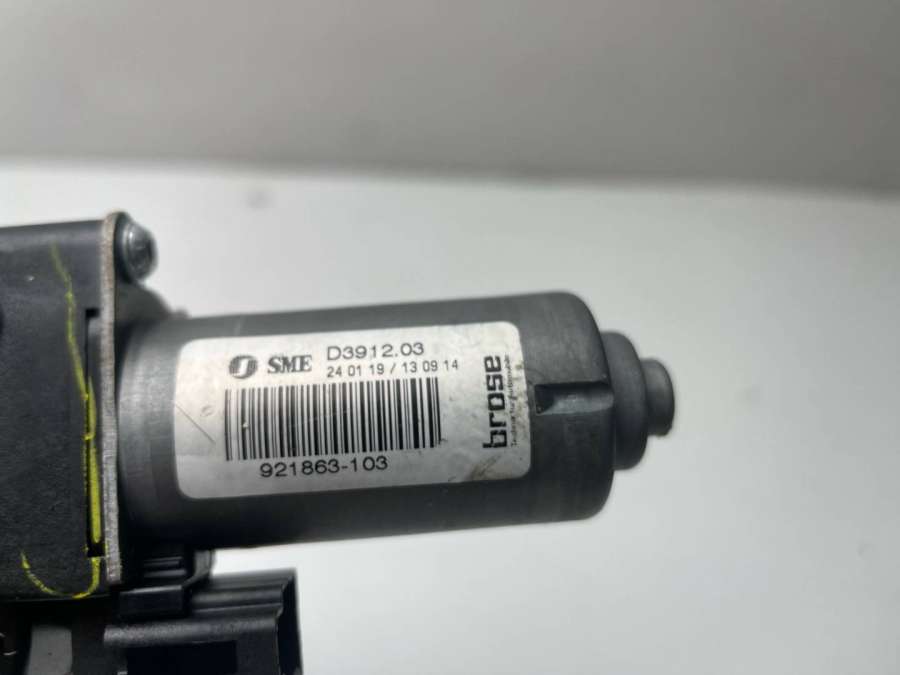 SME D3912.03
24 01 19 / 13 09 14
921863-103
brose